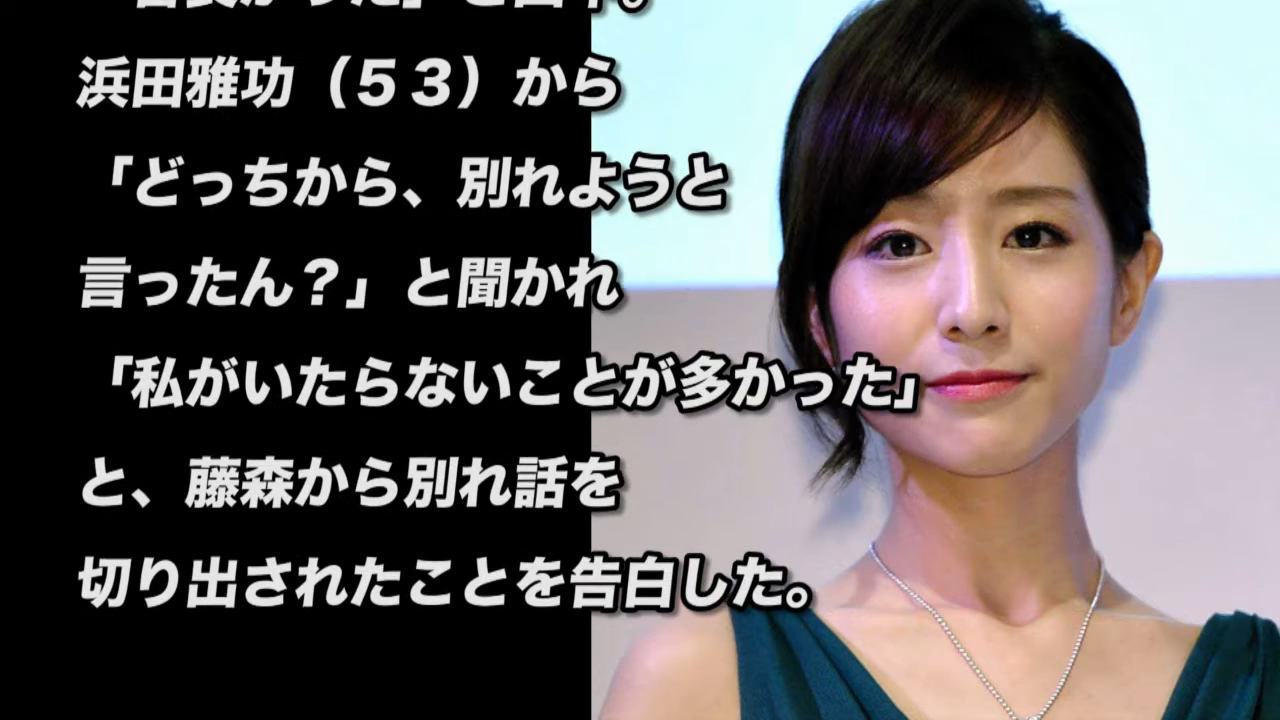 浜田雅功（５３）から
「どっちから、別れようと
言ったん？」と聞かれ
「私がいたらないことが多かった」
と、藤森から別れ話を
切り出されたことを告白した。